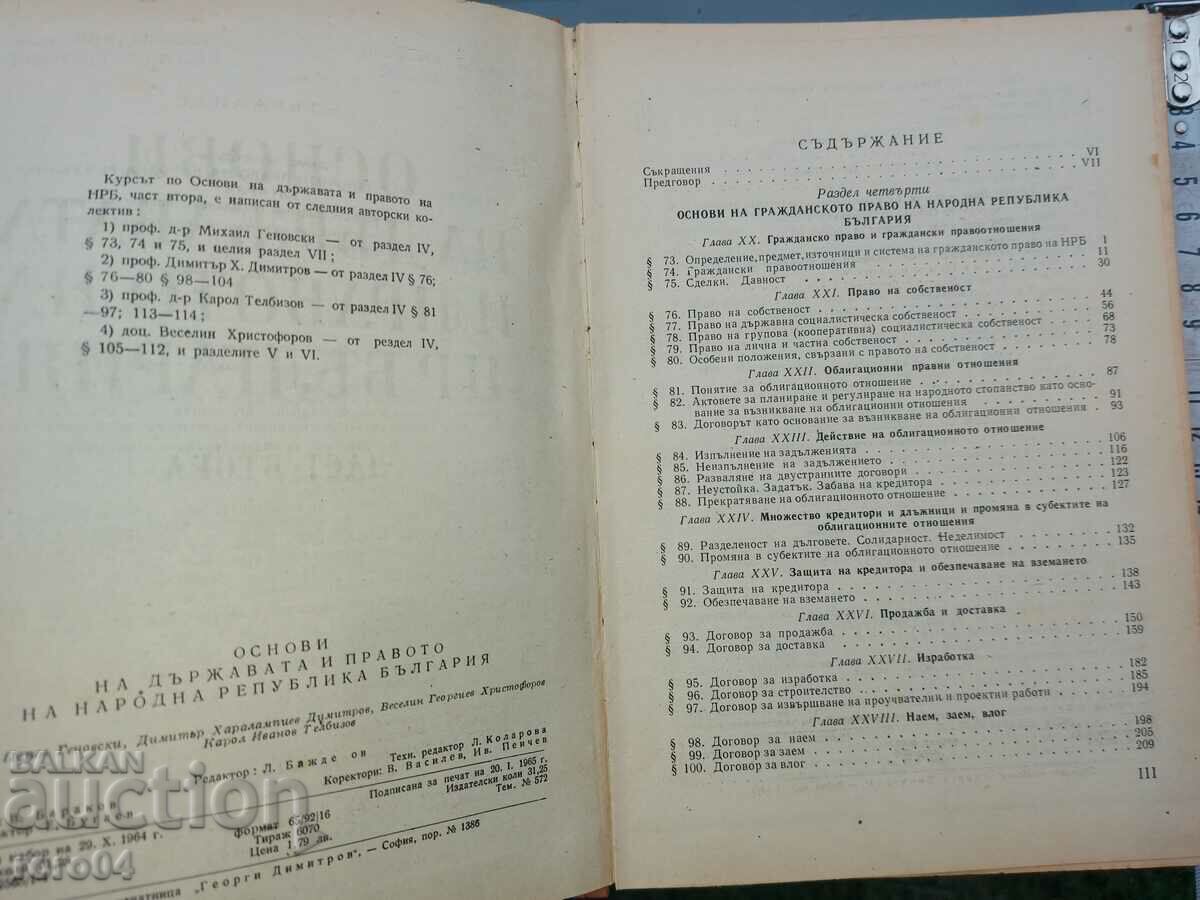 Курсът по Основи на държавата и правото на
НРБ, част втора, е написан от следния авторски ко-
лектив:
1) проф. д-р Михаил Геновски — от раздел IV,
§ 73, 74 и 75, и целия раздел VII;
2) проф. Димитър Х. Димитров — от раздел IV § 76;
§ 76—80 § 98—104
3) проф. д-р Карол Телбизов — от раздел IV § 81
—97; 113—114;
4) доц. Веселин Христофоров — от рездел IV,
§ 105—112, и разделите V и VI.
ОСНОВИ
НА ДЪРЖАВАТА И ПРАВОТО
НА НАРОДНА РЕПУБЛИКА БЪЛГАРИЯ
Геновски, Димитър Харалампиев Димитров, Веселин Георгиев Христофоров
Карол Иванов Телбизов
Редактор: Л. Бажде ов
Техн. редактор Л. Коларова
Коректори: В. Василев, Ив. Пенчев
Бараков
набор на 29. X. 1964 г.
Подписана за печат на 20. I. 1965 г.
Издателски коли 31,25
Тем. № 572
формат 65/92|16
Тираж 6070
Цена 1,79 лв.
„Георги Димитров", — София, пор. № 1386
BALKAN
auction
foro04
СЪДЪРЖАНИЕ
Съкращения VI
Предговор VII
Раздел четвърти
ОСНОВИ НА ГРАЖДАНСКОТО ПРАВО НА НАРОДНА РЕПУБЛИКА
БЪЛГАРИЯ
Глава XX. Гражданско право и граждански правоотношения
§ 73. Определение, предмет, източници и система на гражданското право на НРБ 1
§ 74. Граждански правоотношения 11
§ 75. Сделки. Давност 30
Глава XXI. Право на собственост
§ 76. Право на собственост 44
§ 77. Право на държавна социалистическа собственост 56
§ 78. Право на групова (кооперативна) социалистическа собственост 68
§ 79. Право на лична и частна собственост 73
§ 80. Особени положения, свързани с правото на собственост 78
Глава XXII. Облигационни правни отношения
§ 81. Понятие за облигационното отношение 87
§ 82. Актовете за планиране и регулиране на народното стопанство като осно-
вание за възникване на облигационни отношения 91
§ 83. Договорът като основание за възникване на облигационни отношения 93
Глава XXIII. Действие на облигационното отношение
§ 84. Изпълнение на задълженията 106
§ 85. Неизпълнение на задължението 116
§ 86. Разваляне на двустранните договори 122
§ 87. Неустойка. Задатък. Забава на кредитора 123
§ 88. Прекратяване на облигационното отношение 127
Глава XXIV. Множество кредитори и длъжници и промяна в субектите на
облигационните отношения
§ 89. Разделеност на дълговете. Солидарност. Неделимост 132
§ 90. Промяна в субектите на облигационното отношение 135
Глава XXV. Защита на кредитора и обезпечаване на вземането
§ 91. Защита на кредитора 138
§ 92. Обезпечаване на вземането 143
Глава XXVI. Продажба и доставка
§ 93. Договор за продажба 150
§ 94. Договор за доставка 159
Глава XXVII. Изработка
§ 95. Договор за изработка 182
§ 96. Договор за строителство 185
§ 97. Договор за извършване на проучвателни и проектни работи 194
Глава XXVIII. Наем, заем, влог
§ 98. Договор за наем 198
§ 99. Договор за заем 205
§ 100. Договор за влог 209
111